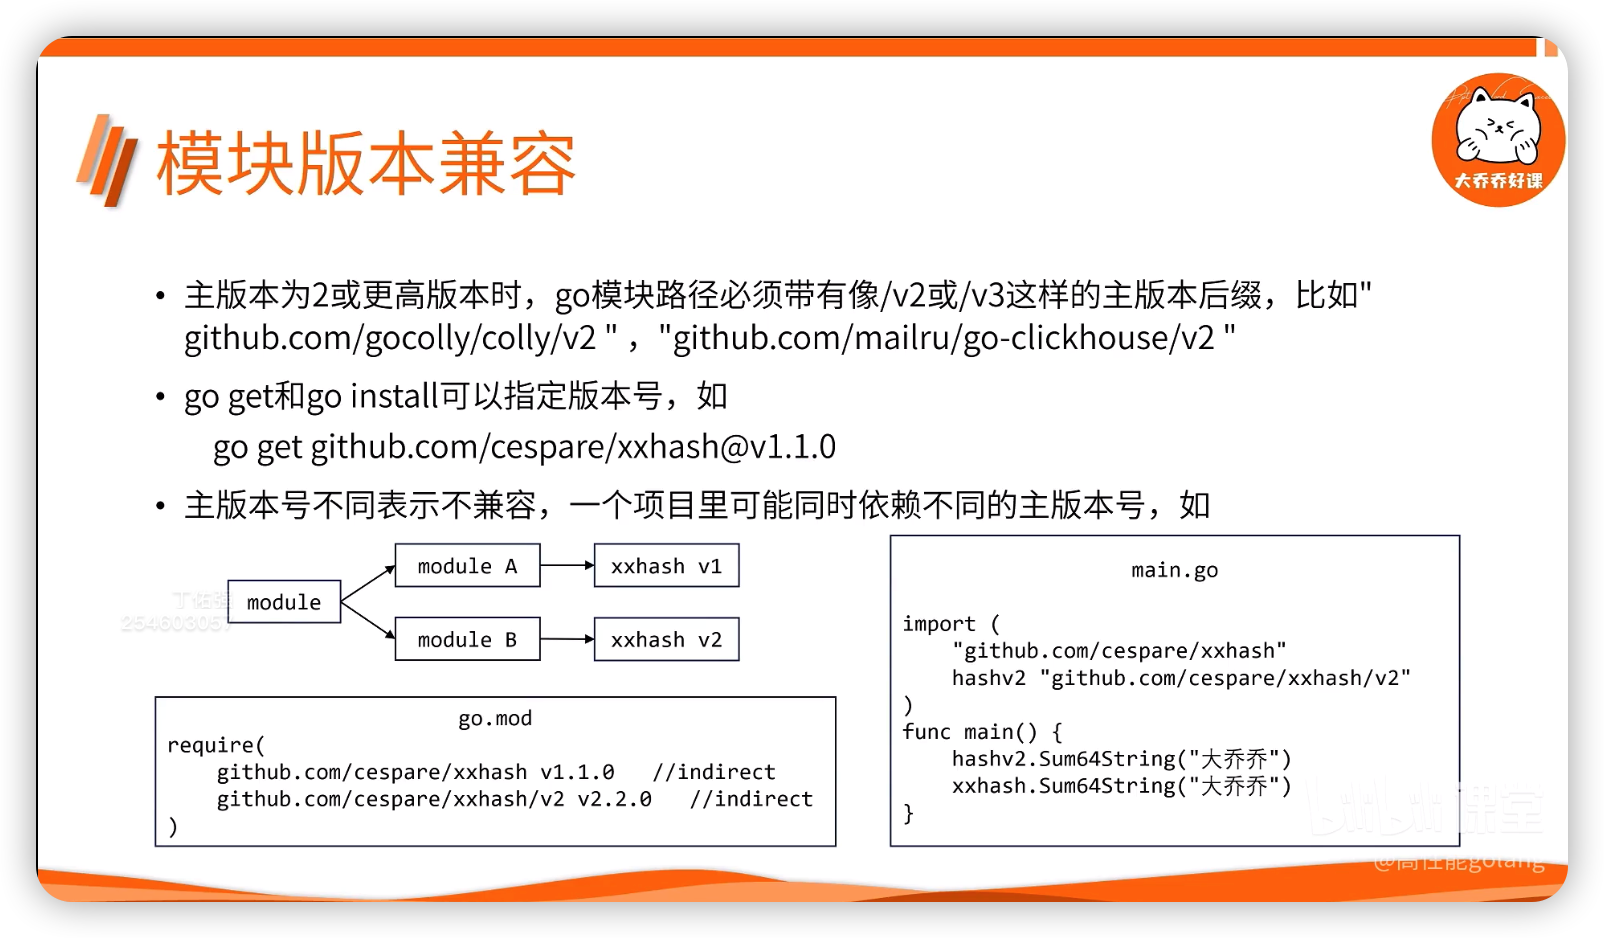 大乔乔好课
模块版本兼容
• 主版本为2或更高版本时，go模块路径必须带有像/v2或/v3这样的主版本后缀，比如"
github.com/gocolly/colly/v2 " ，"github.com/mailru/go-clickhouse/v2 "
• go get和go install可以指定版本号，如
go get github.com/cespare/xxhash@v1.1.0
• 主版本号不同表示不兼容，一个项目里可能同时依赖不同的主版本号，如
module
module A
xxhash v1
module B
xxhash v2
254603057
go.mod
require(
github.com/cespare/xxhash v1.1.0 //indirect
github.com/cespare/xxhash/v2 v2.2.0 //indirect
)
main.go
import (
"github.com/cespare/xxhash"
hashv2 "github.com/cespare/xxhash/v2"
)
func main() {
hashv2.Sum64String("大乔乔")
xxhash.Sum64String("大乔乔")
}
bilibili 课堂
@高性能golang